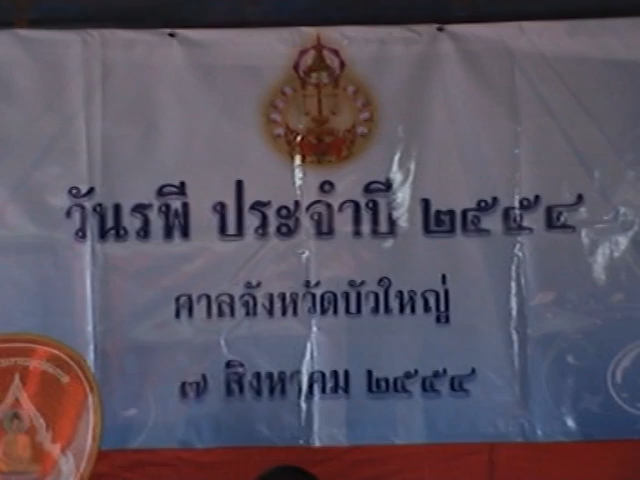 วันรพี ประจำปี ๒๕๕๔
ศาลจังหวัดบัวใหญ่
๗ สิงหาคม ๒๕๕๔